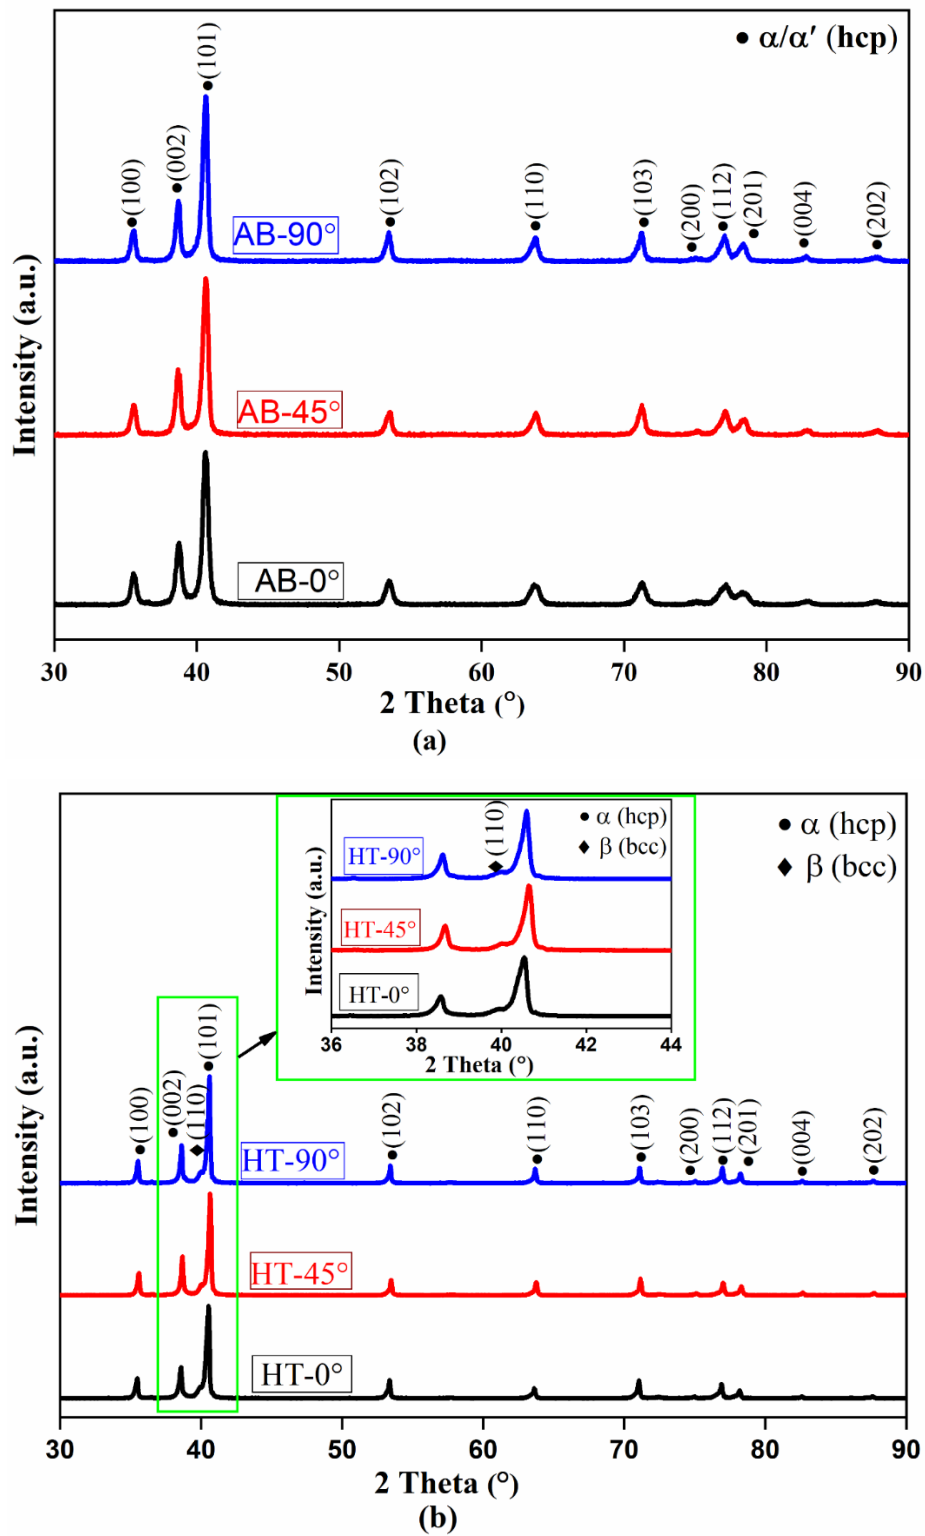 • α/α′ (hcp)
•(100)
•(002)
•(101)
•(102)
•(110)
•(103)
•(200)
•(112)
•(201)
•(004)
•(202)
AB-90°
AB-45°
AB-0°
Intensity (a.u.)
30 40 50 60 70 80 90
2 Theta (°)
(a)
• α (hcp)
◆ β (bcc)
•(100)
•(002)
◆(110)
•(101)
•(102)
•(110)
•(103)
•(200)
•(112)
•(201)
•(004)
•(202)
HT-90°
HT-45°
HT-0°
◆(110)
• α (hcp)
◆ β (bcc)
HT-90°
HT-45°
HT-0°
Intensity (a.u.)
36 38 40 42 44
2 Theta (°)
Intensity (a.u.)
30 40 50 60 70 80 90
2 Theta (°)
(b)